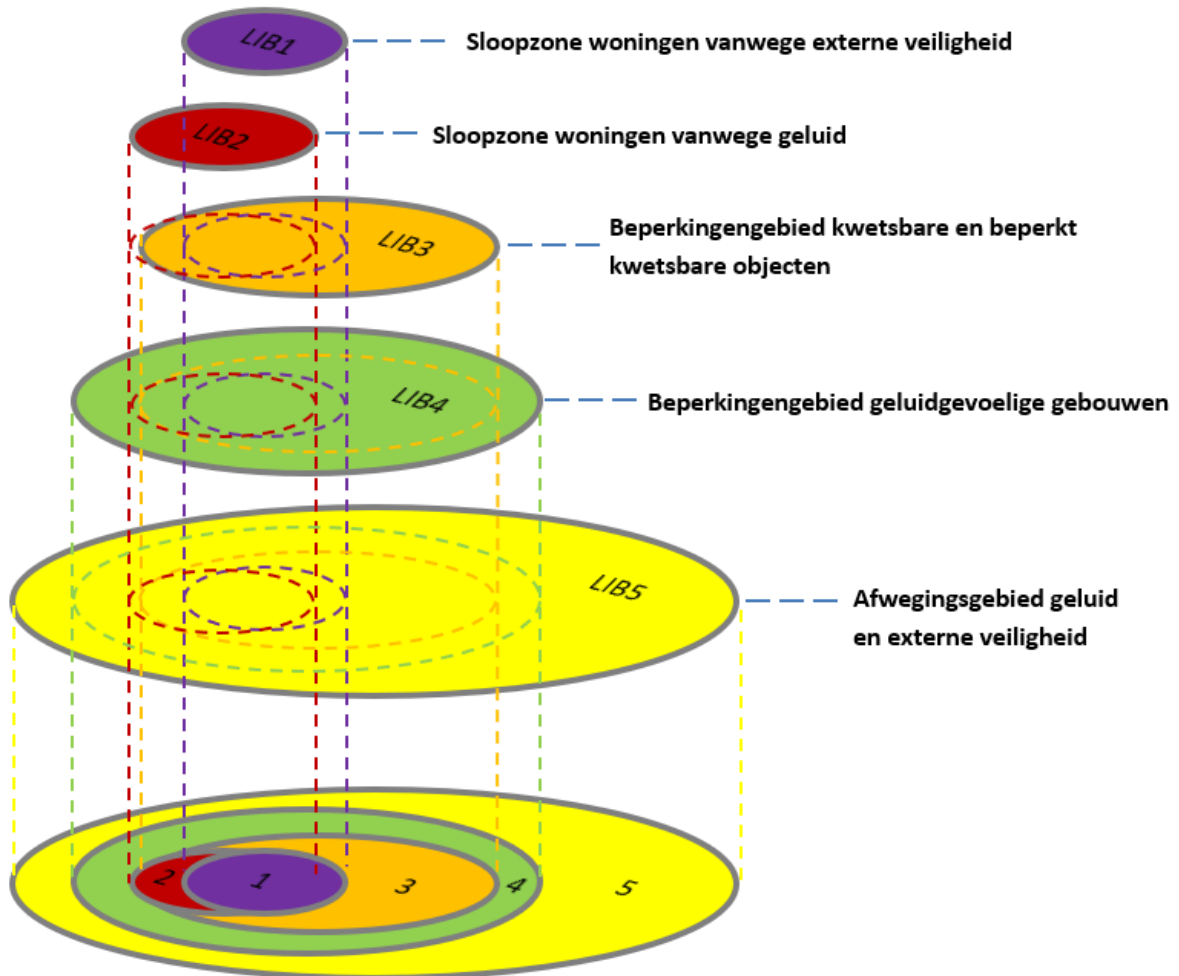 LIB1
Sloopzone woningen vanwege externe veiligheid
LIB2
Sloopzone woningen vanwege geluid
LIB3
Beperkingengebied kwetsbare en beperkt
kwetsbare objecten
LIB4
Beperkingengebied geluidgevoelige gebouwen
LIB5
Afwegingsgebied geluid
en externe veiligheid
2
1
3
4
5